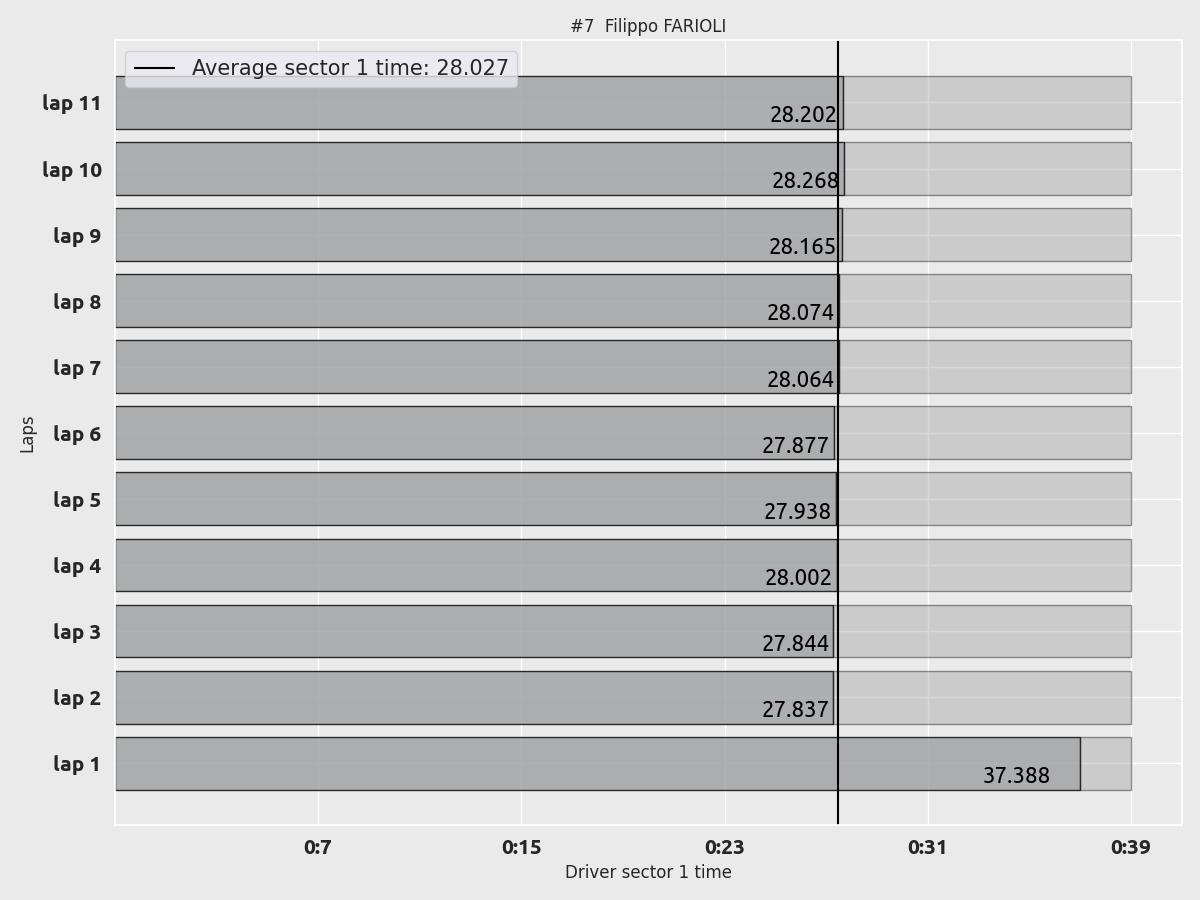 #7  Filippo FARIOLI
Average sector 1 time: 28.027
lap 11
28.202
lap 10
28.268
lap 9
28.165
lap 8
28.074
lap 7
28.064
lap 6
27.877
lap 5
27.938
lap 4
28.002
lap 3
27.844
lap 2
27.837
lap 1
37.388
Laps
0:7 0:15 0:23 0:31 0:39
Driver sector 1 time